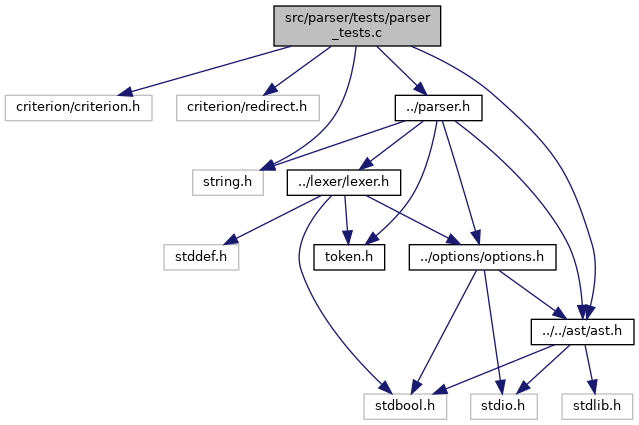 src/parser/tests/parser
_tests.c
criterion/criterion.h
criterion/redirect.h
../parser.h
string.h
../lexer/lexer.h
stddef.h
token.h
../options/options.h
../../ast/ast.h
stdbool.h
stdio.h
stdlib.h